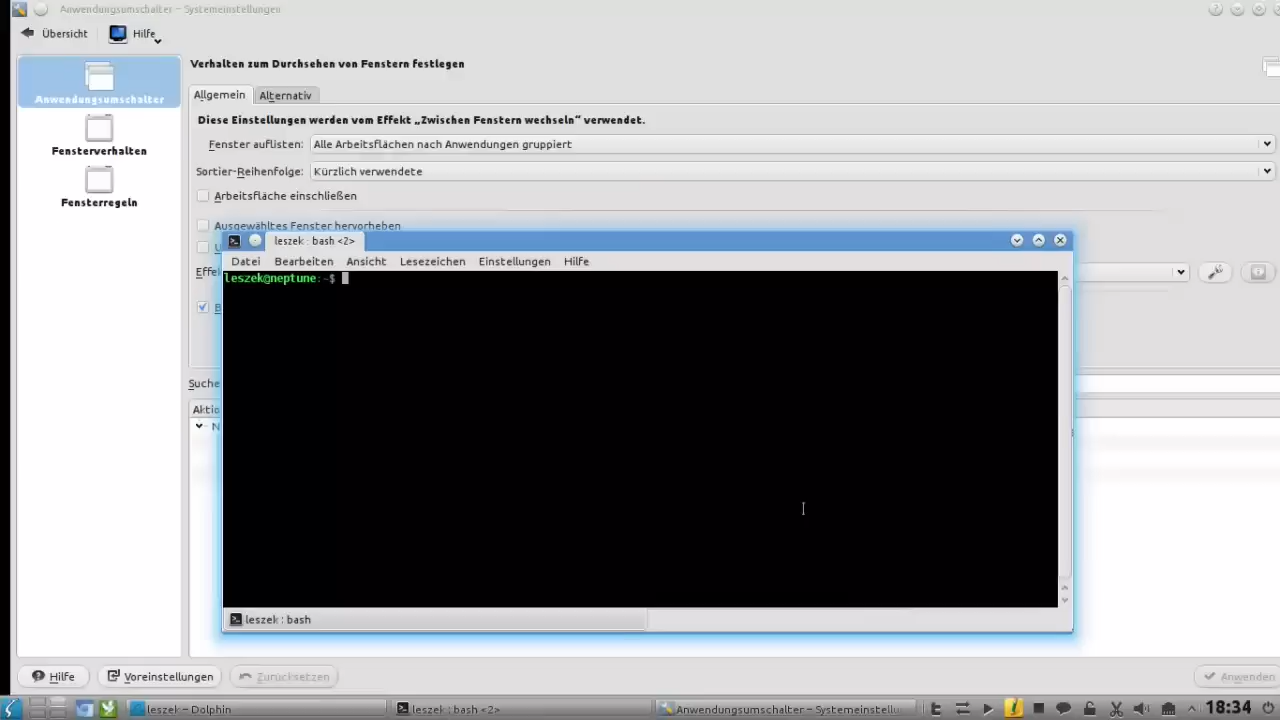 Anwendungsumschalter – Systemeinstellungen
Übersicht Hilfe
Anwendungsumschalter
Fensterverhalten
Fensterregeln
Verhalten zum Durchsehen von Fenstern festlegen
Allgemein Alternativ
Diese Einstellungen werden vom Effekt „Zwischen Fenstern wechseln“ verwendet.
Fenster auflisten: Alle Arbeitsflächen nach Anwendungen gruppiert
Sortier-Reihenfolge: Kürzlich verwendete
Arbeitsfläche einschließen
Ausgewähltes Fenster hervorheben
leszek : bash <2>
Datei Bearbeiten Ansicht Lesezeichen Einstellungen Hilfe
leszek@neptune:~$
Suche
leszek : bash
Hilfe Voreinstellungen Zurücksetzen Anwenden
leszek – Dolphin leszek : bash <2> Anwendungsumschalter – Systemeinstellu 18:34